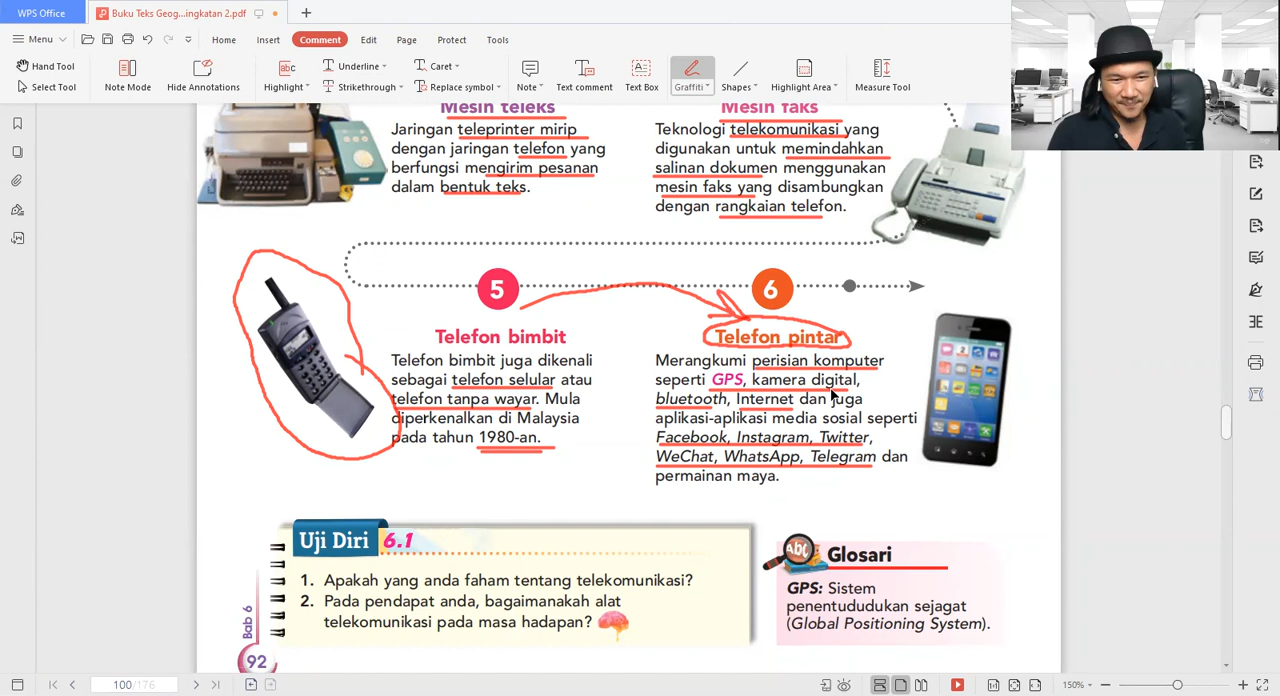 WPS Office
Buku Teks Geog...ingkatan 2.pdf
Menu
Home
Insert
Comment
Edit
Page
Protect
Tools
Hand Tool
Select Tool
Note Mode
Hide Annotations
Highlight
Underline
Strikethrough
Caret
Replace symbol
Note
Text comment
Text Box
Graffiti
Shapes
Highlight Area
Measure Tool
Mesin teleks
Jaringan teleprinter mirip
dengan jaringan telefon yang
berfungsi mengirim pesanan
dalam bentuk teks.
Mesin faks
Teknologi telekomunikasi yang
digunakan untuk memindahkan
salinan dokumen menggunakan
mesin faks yang disambungkan
dengan rangkaian telefon.
5
Telefon bimbit
Telefon bimbit juga dikenali
sebagai telefon selular atau
telefon tanpa wayar. Mula
diperkenalkan di Malaysia
pada tahun 1980-an.
6
Telefon pintar
Merangkumi perisian komputer
seperti GPS, kamera digital,
bluetooth, Internet dan juga
aplikasi-aplikasi media sosial seperti
Facebook, Instagram, Twitter,
WeChat, WhatsApp, Telegram dan
permainan maya.
Uji Diri 6.1
1. Apakah yang anda faham tentang telekomunikasi?
2. Pada pendapat anda, bagaimanakah alat
telekomunikasi pada masa hadapan?
ABC
Glosari
GPS: Sistem
penentududukan sejagat
(Global Positioning System).
Bab 6
92
100/176
150%